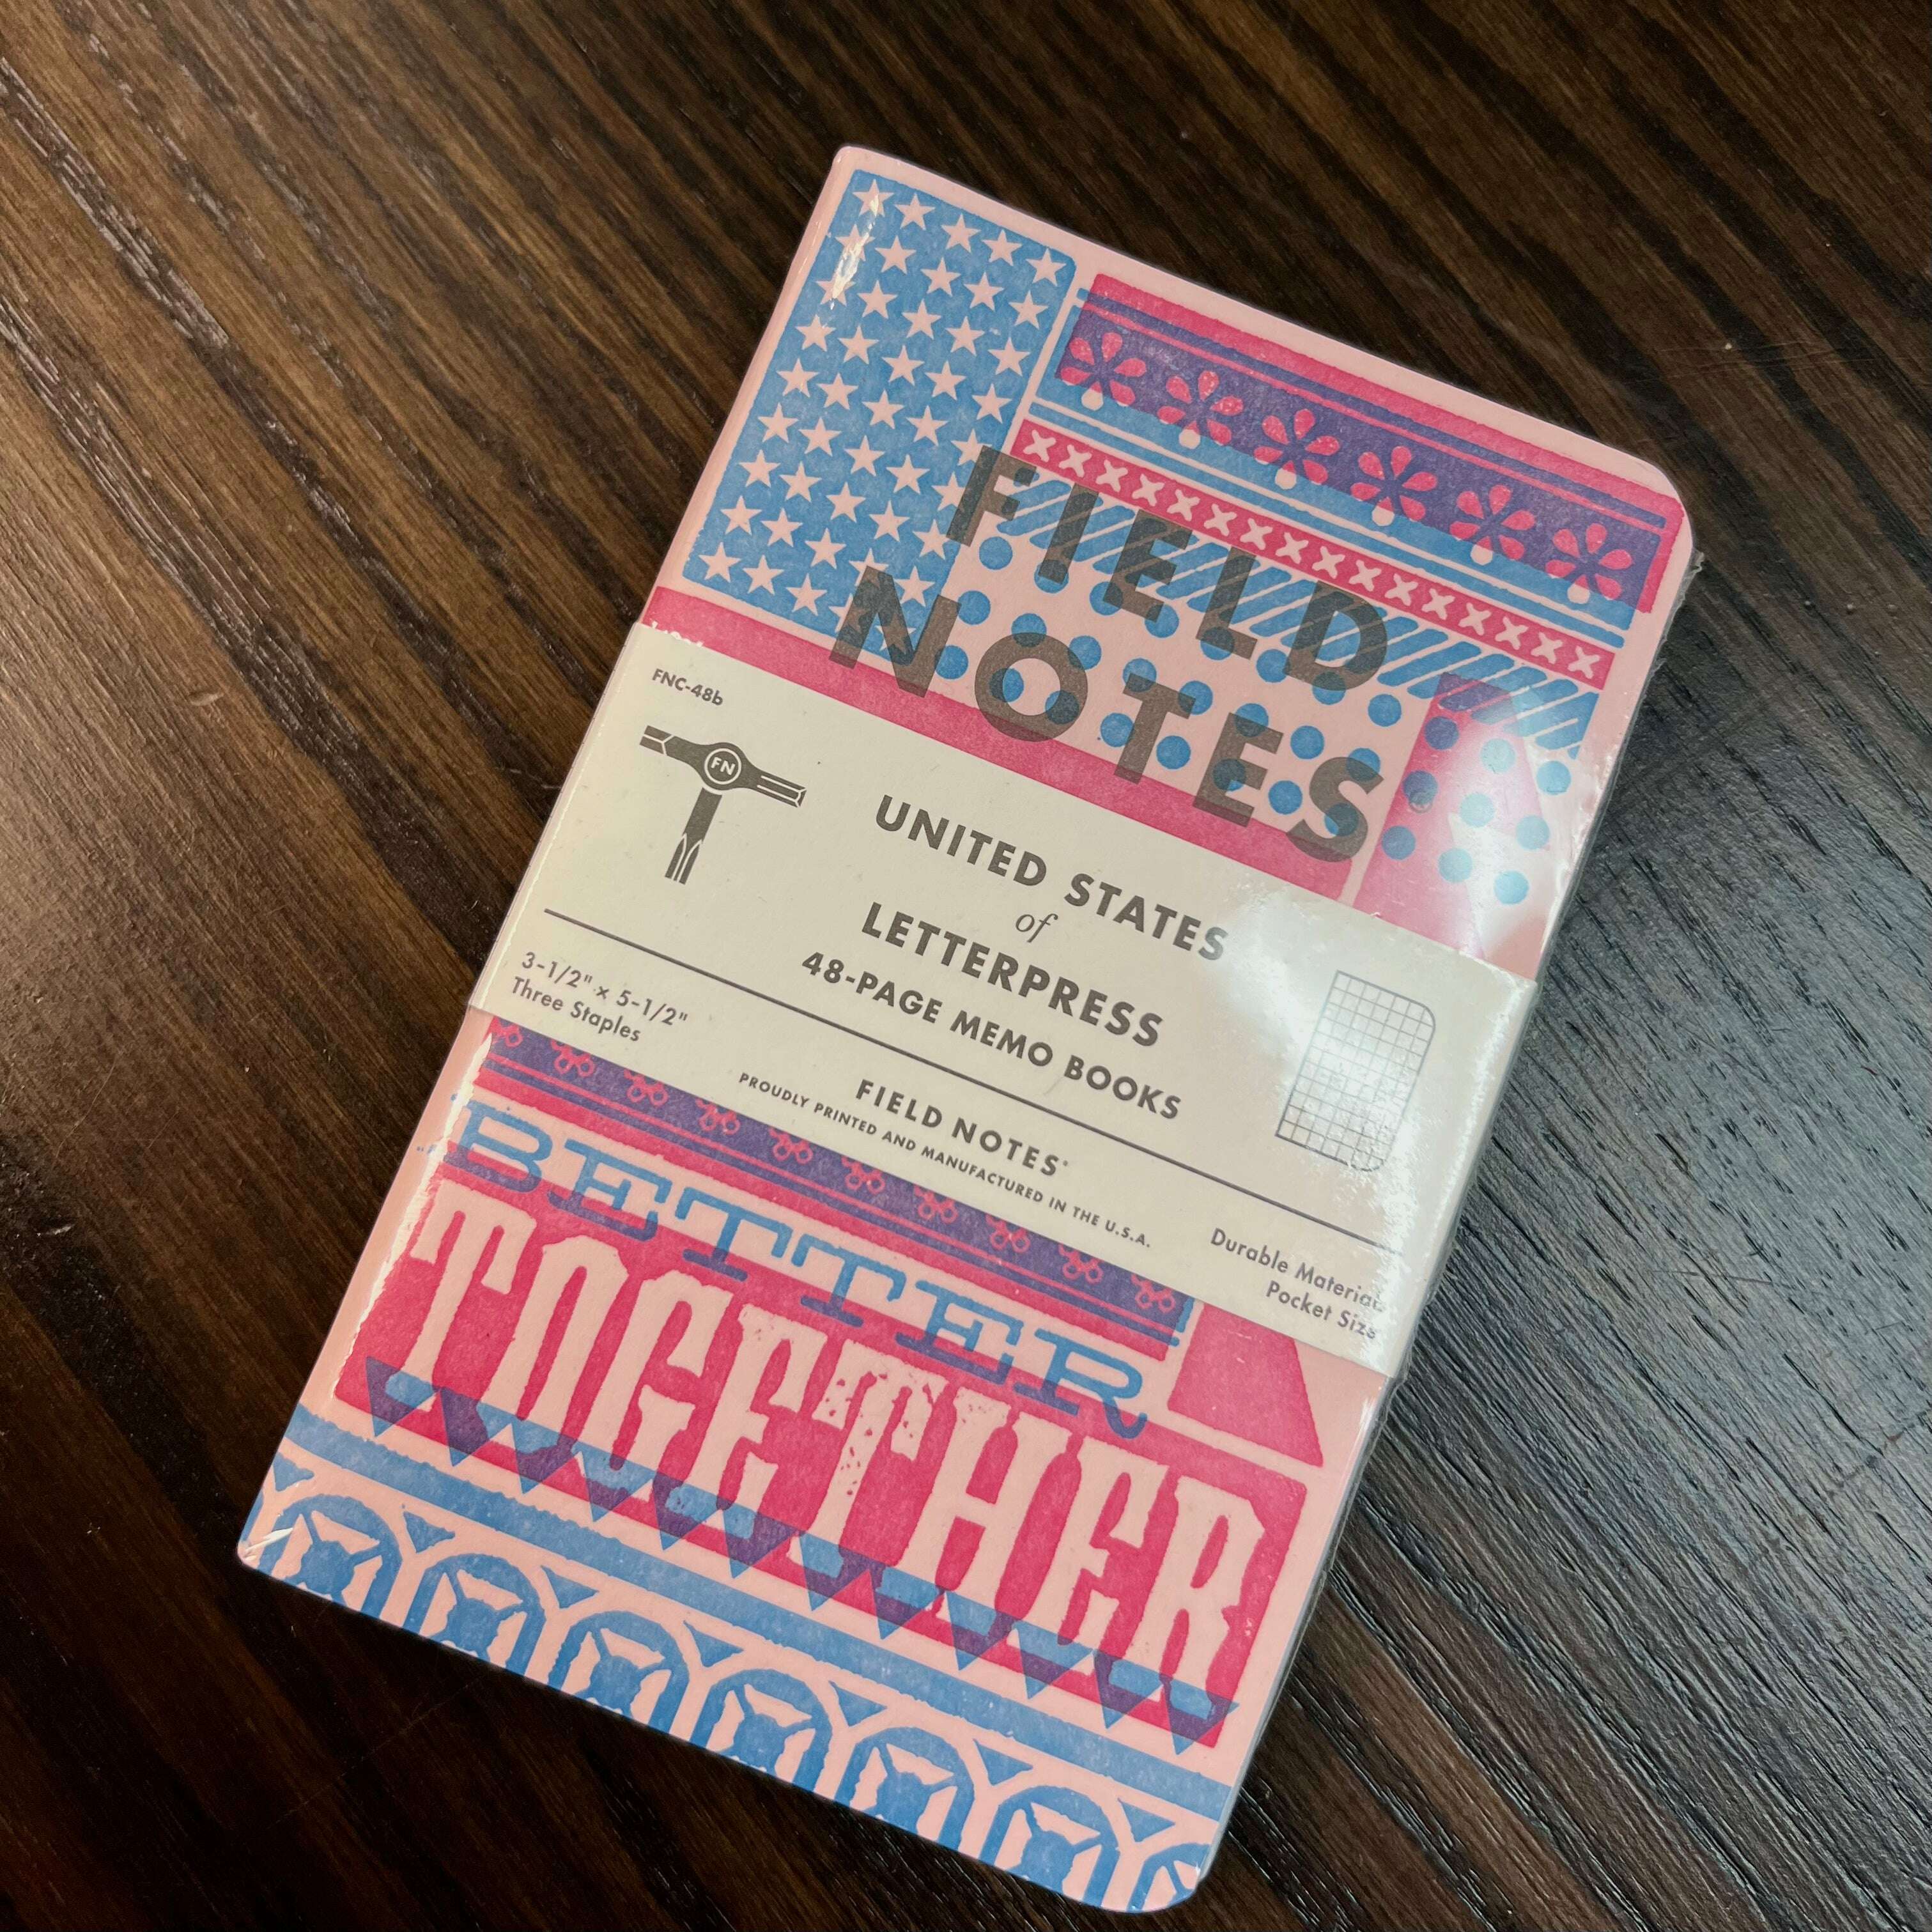 FIELD
NOTES
FNC-48b
FN
UNITED STATES
of
LETTERPRESS
48-PAGE MEMO BOOKS
3-1/2" × 5-1/2"
Three Staples
FIELD NOTES®
PROUDLY PRINTED AND MANUFACTURED IN THE U.S.A.
Durable Materials
Pocket Size
BETTER
TOGETHER